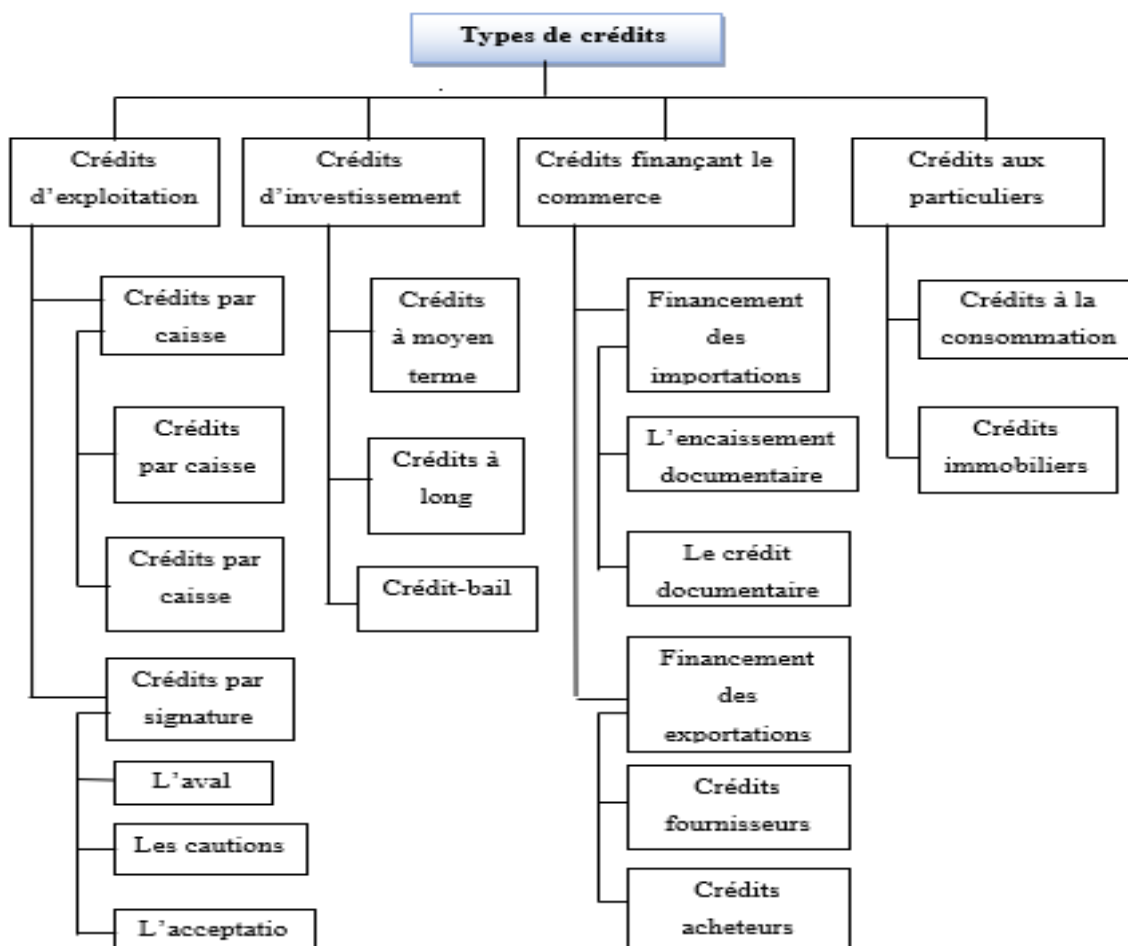 Types de crédits
Crédits
d'exploitation
Crédits par
caisse
Crédits
par caisse
Crédits par
caisse
Crédits par
signature
L'aval
Les cautions
L'acceptatio
Crédits
d'investissement
Crédits
à moyen
terme
Crédits à
long
Crédit-bail
Crédits finançant le
commerce
Financement
des
importations
L'encaissement
documentaire
Le crédit
documentaire
Financement
des
exportations
Crédits
fournisseurs
Crédits
acheteurs
Crédits aux
particuliers
Crédits à la
consommation
Crédits
immobiliers